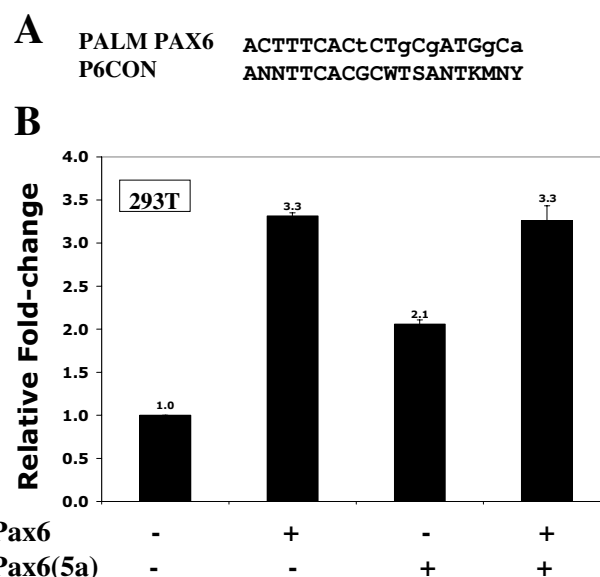 A
PALM PAX6 ACTTTCACtCTgCgATGgCa
P6CON ANNTTCACGCWTSANTKMNY
B
Relative Fold-change
4.0
3.5
3.0
2.5
2.0
1.5
1.0
0.5
0.0
293T
1.0
3.3
2.1
3.3
Pax6 - + - +
Pax6(5a) - - + +